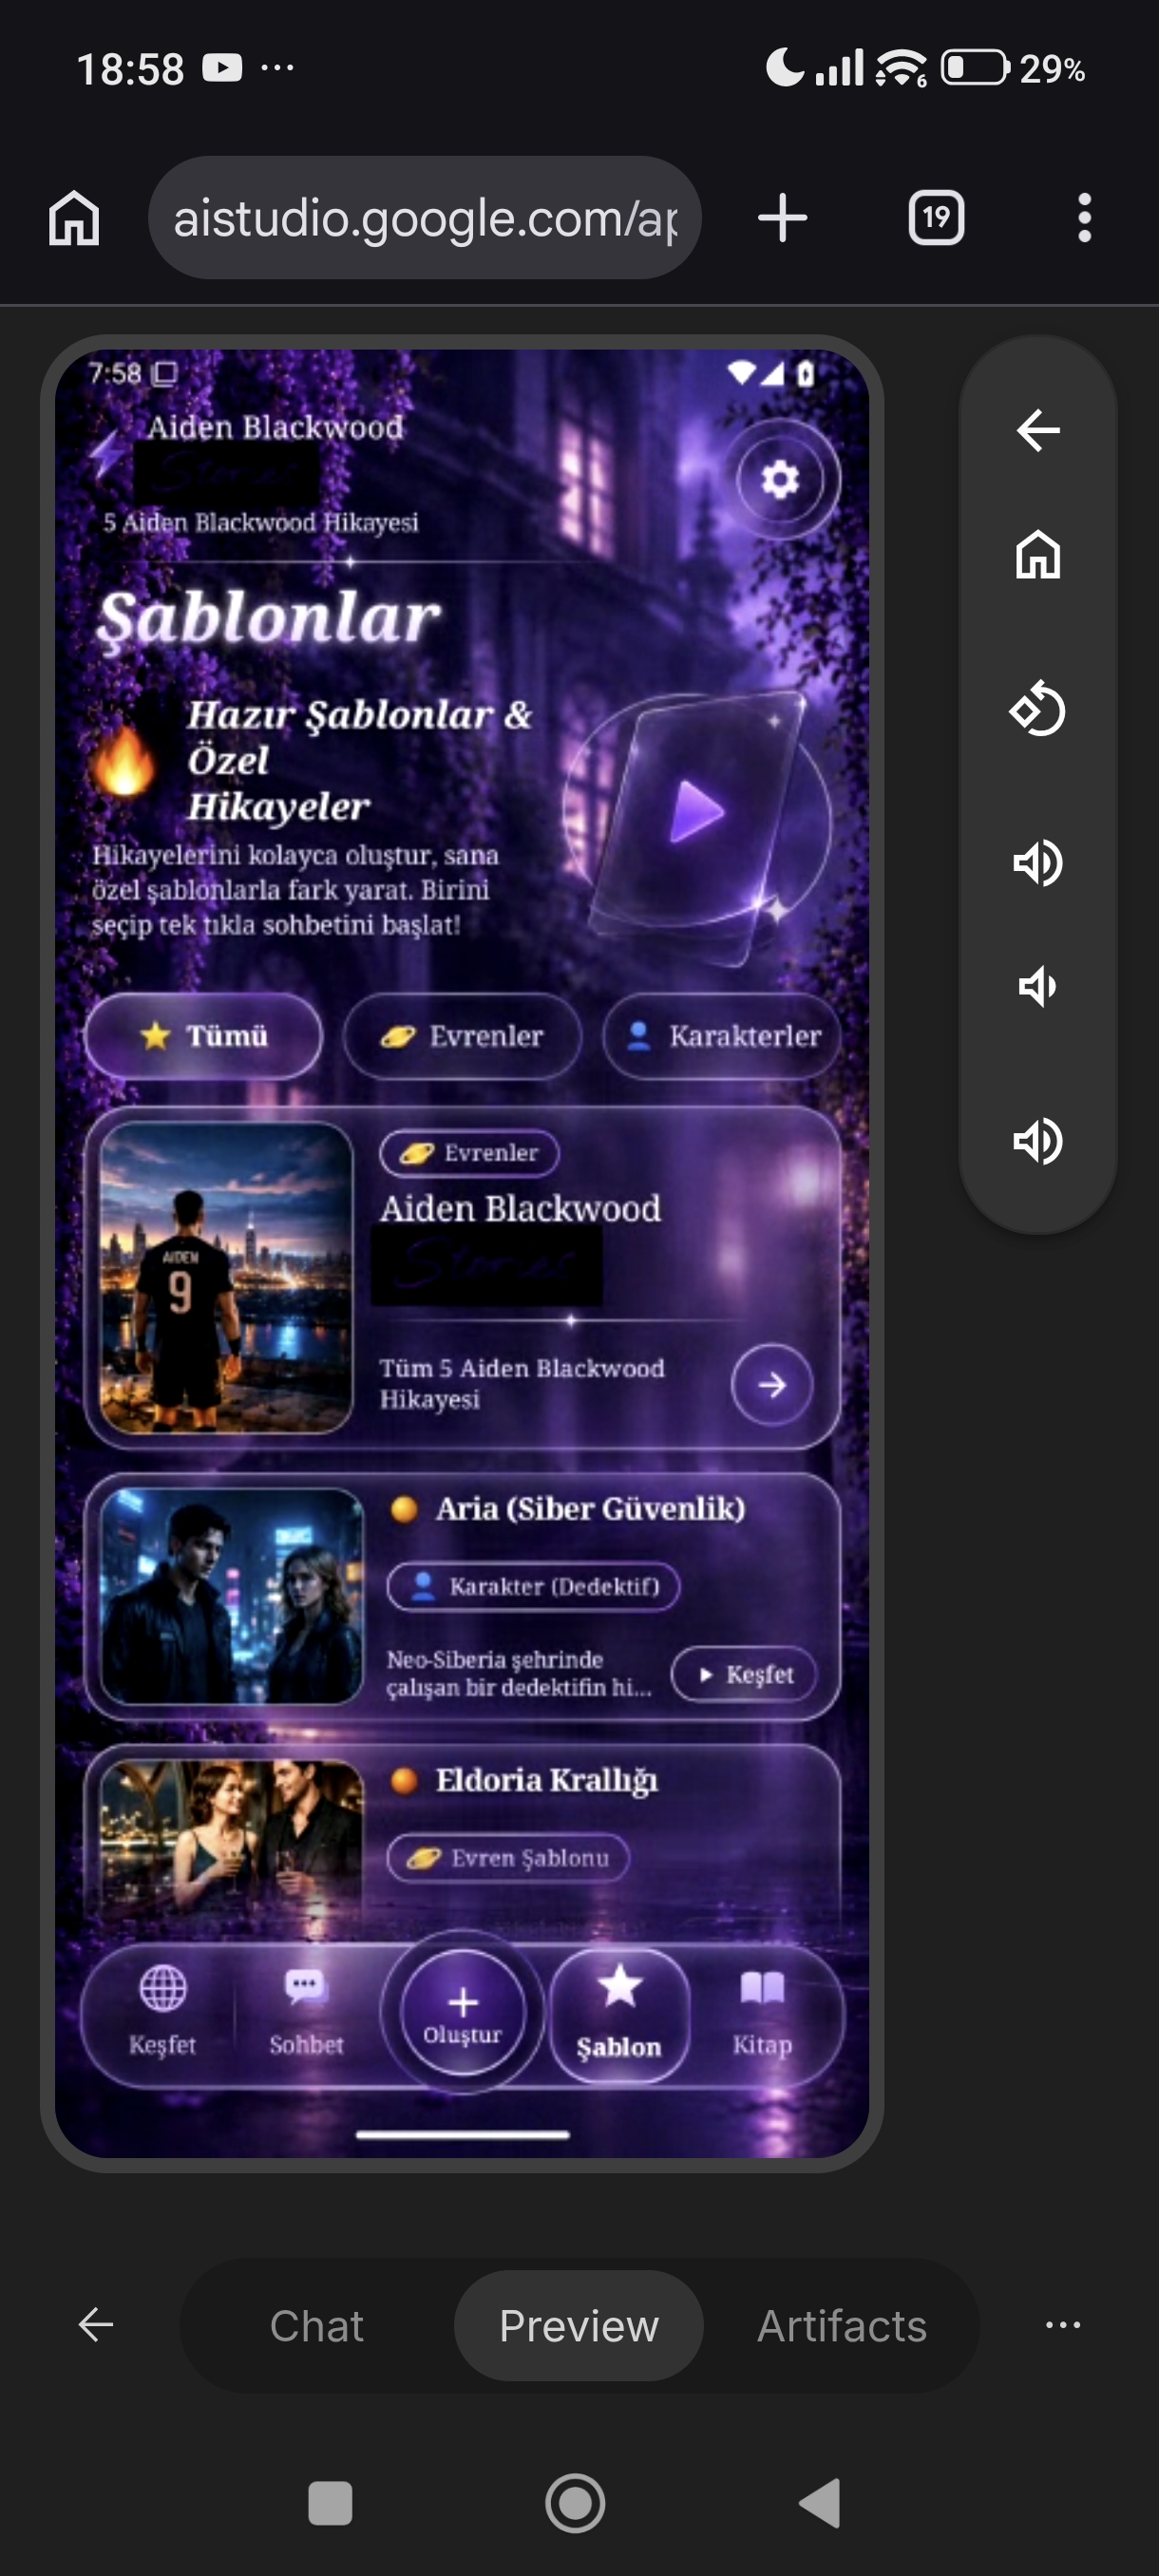 18:58
29%
aistudio.google.com/ap
19
7:58
Aiden Blackwood
Stories
5 Aiden Blackwood Hikayesi
Şablonlar
Hazır Şablonlar &
Özel
Hikayeler
Hikayelerini kolayca oluştur, sana
özel şablonlarla fark yarat. Birini
seçip tek tıkla sohbetini başlat!
Tümü
Evrenler
Karakterler
AIDEN
9
Evrenler
Aiden Blackwood
Stories
Tüm 5 Aiden Blackwood
Hikayesi
Aria (Siber Güvenlik)
Karakter (Dedektif)
Neo-Siberia şehrinde
çalışan bir dedektifin hi...
Keşfet
Eldoria Krallığı
Evren Şablonu
Keşfet
Sohbet
Oluştur
Şablon
Kitap
Chat
Preview
Artifacts